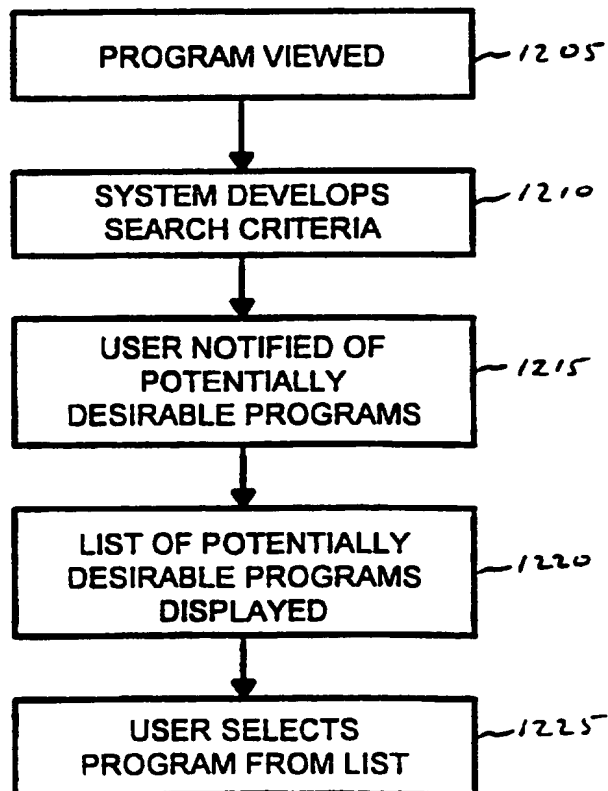 PROGRAM VIEWED
1205
SYSTEM DEVELOPS
SEARCH CRITERIA
1210
USER NOTIFIED OF
POTENTIALLY
DESIRABLE PROGRAMS
1215
LIST OF POTENTIALLY
DESIRABLE PROGRAMS
DISPLAYED
1220
USER SELECTS
PROGRAM FROM LIST
1225